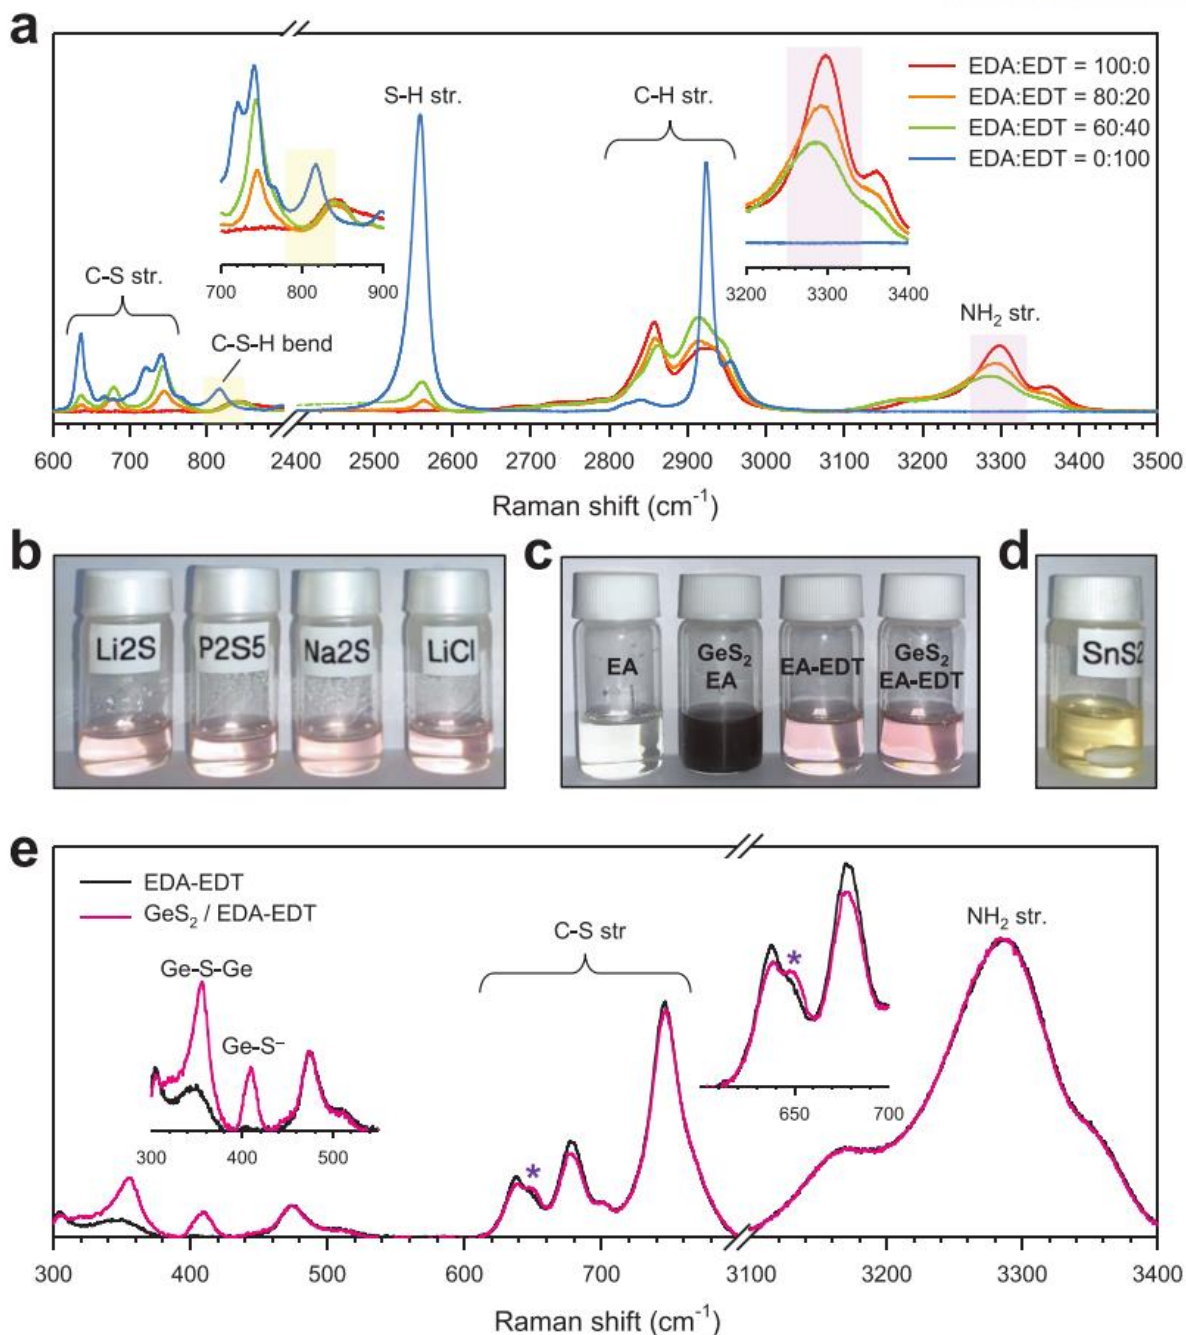 a
S-H str.
C-H str.
EDA:EDT = 100:0
EDA:EDT = 80:20
EDA:EDT = 60:40
EDA:EDT = 0:100
C-S str.
C-S-H bend
NH2 str.
700 800 900
3200 3300 3400
600 700 800 2400 2500 2600 2700 2800 2900 3000 3100 3200 3300 3400 3500
Raman shift (cm-1)
b
Li2S
P2S5
Na2S
LiCl
c
EA
GeS2
EA
EA-EDT
GeS2
EA-EDT
d
SnS2
e
EDA-EDT
GeS2 / EDA-EDT
Ge-S-Ge
Ge-S–
300 400 500
C-S str
*
*
650 700
NH2 str.
300 400 500 600 700 3100 3200 3300 3400
Raman shift (cm-1)